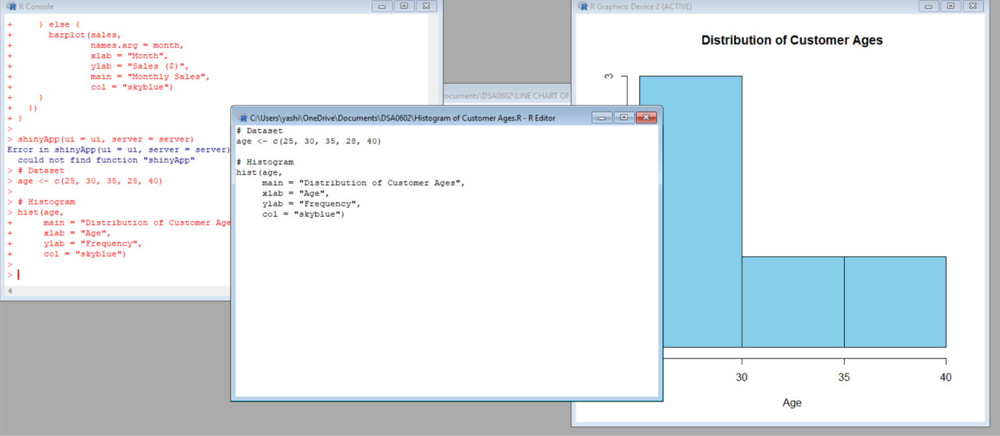 R Console
+     } else {
+       barplot(sales,
+               names.arg = month,
+               xlab = "Month",
+               ylab = "Sales ($)",
+               main = "Monthly Sales",
+               col = "skyblue")
+     }
+   })
+ }
>
> shinyApp(ui = ui, server = server)
Error in shinyApp(ui = ui, server = server)
  could not find function "shinyApp"
> # Dataset
> age <- c(25, 30, 35, 28, 40)
>
> # Histogram
> hist(age,
+      main = "Distribution of Customer Age
+      xlab = "Age",
+      ylab = "Frequency",
+      col = "skyblue")
>
>
ocuments\DSA0602\LINE CHART OF
C:\Users\yashi\OneDrive\Documents\DSA0602\Histogram of Customer Ages.R - R Editor
# Dataset
age <- c(25, 30, 35, 28, 40)

# Histogram
hist(age,
     main = "Distribution of Customer Ages",
     xlab = "Age",
     ylab = "Frequency",
     col = "skyblue")
R Graphics: Device 2 (ACTIVE)
Distribution of Customer Ages
3
30 35 40
Age